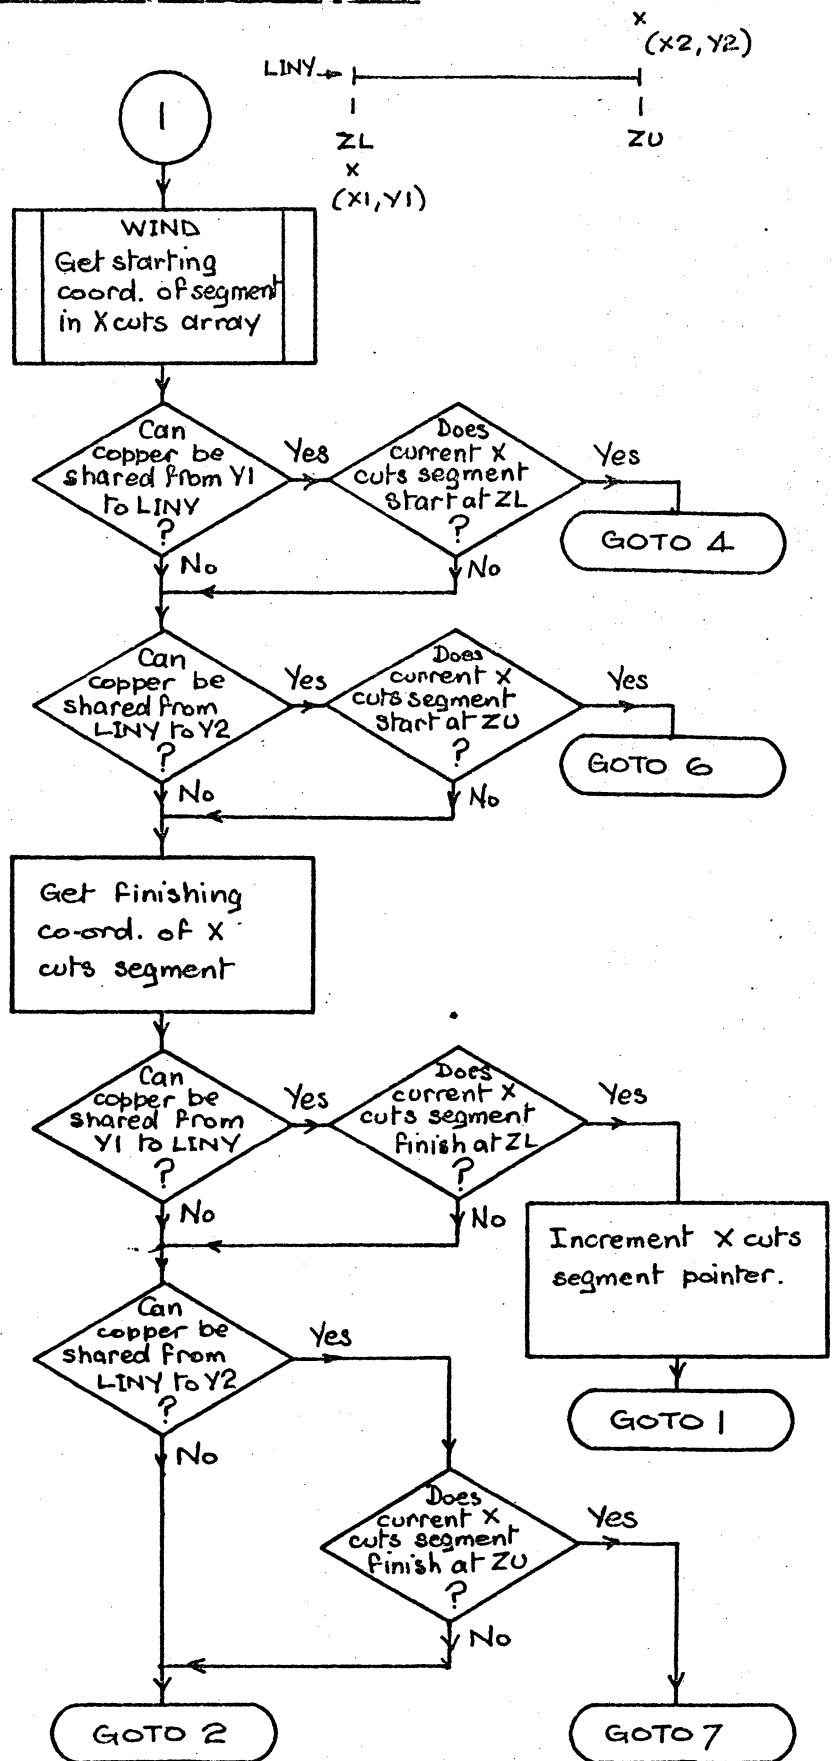 x
(X2,Y2)
LINY
ZL
ZU
x
(X1,Y1)
1
WIND
Get starting
coord. of segment
in X cuts array
Can
copper be
shared from Y1
to LINY
?
Yes
No
Does
current X
cuts segment
start at ZL
?
Yes
No
GOTO 4
Can
copper be
shared from
LINY to Y2
?
Yes
No
Does
current X
cuts segment
start at ZU
?
Yes
No
GOTO 6
Get finishing
co-ord. of X
cuts segment
Can
copper be
shared from
Y1 to LINY
?
Yes
No
Does
current X
cuts segment
finish at ZL
?
Yes
No
Increment X cuts
segment pointer.
GOTO 1
Can
copper be
shared from
LINY to Y2
?
Yes
No
Does
current X
cuts segment
finish at ZU
?
Yes
No
GOTO 2
GOTO 7